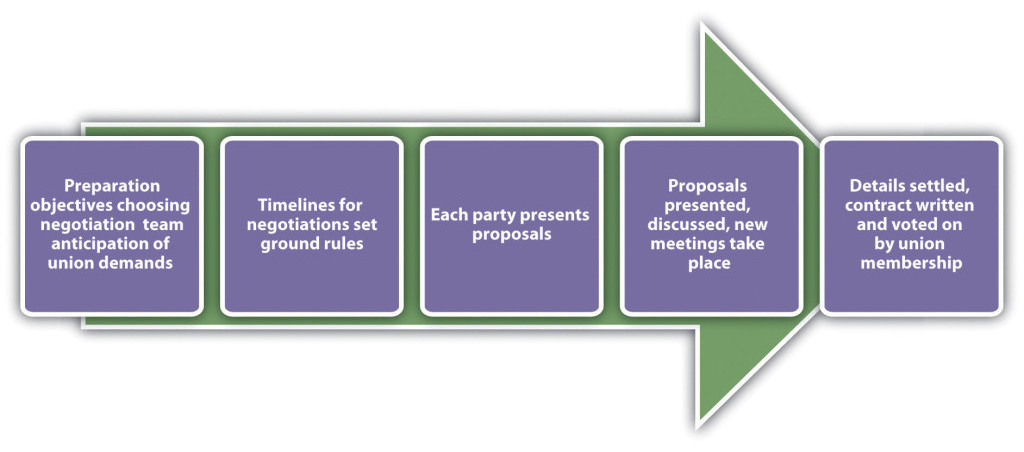 Preparation
objectives choosing
negotiation team
anticipation of
union demands
Timelines for
negotiations set
ground rules
Each party presents
proposals
Proposals
presented,
discussed, new
meetings take
place
Details settled,
contract written
and voted on
by union
membership